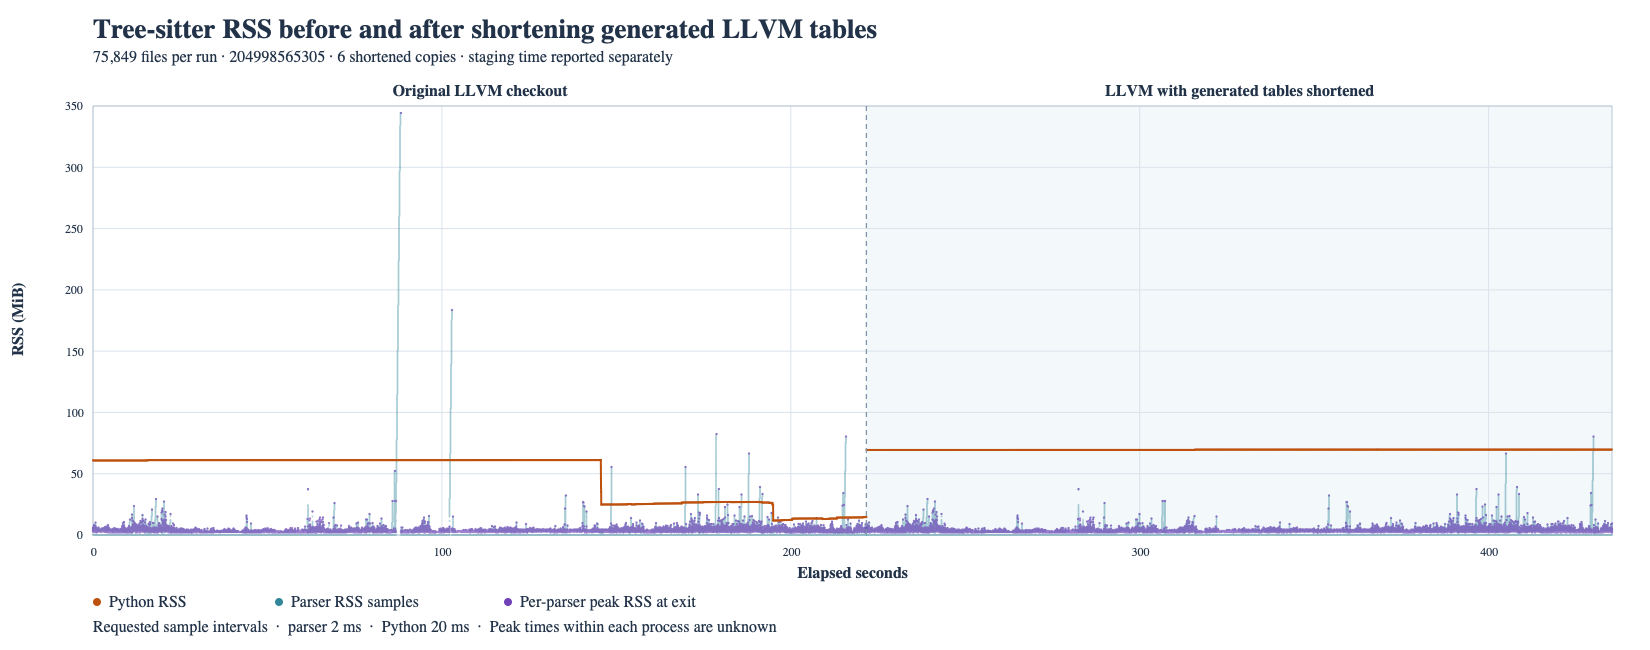 Tree-sitter RSS before and after shortening generated LLVM tables
75,849 files per run · 204998565305 · 6 shortened copies · staging time reported separately
Original LLVM checkout
LLVM with generated tables shortened
350
300
250
200
150
100
50
0
RSS (MiB)
0 100 200 300 400
Elapsed seconds
Python RSS Parser RSS samples Per-parser peak RSS at exit
Requested sample intervals · parser 2 ms · Python 20 ms · Peak times within each process are unknown